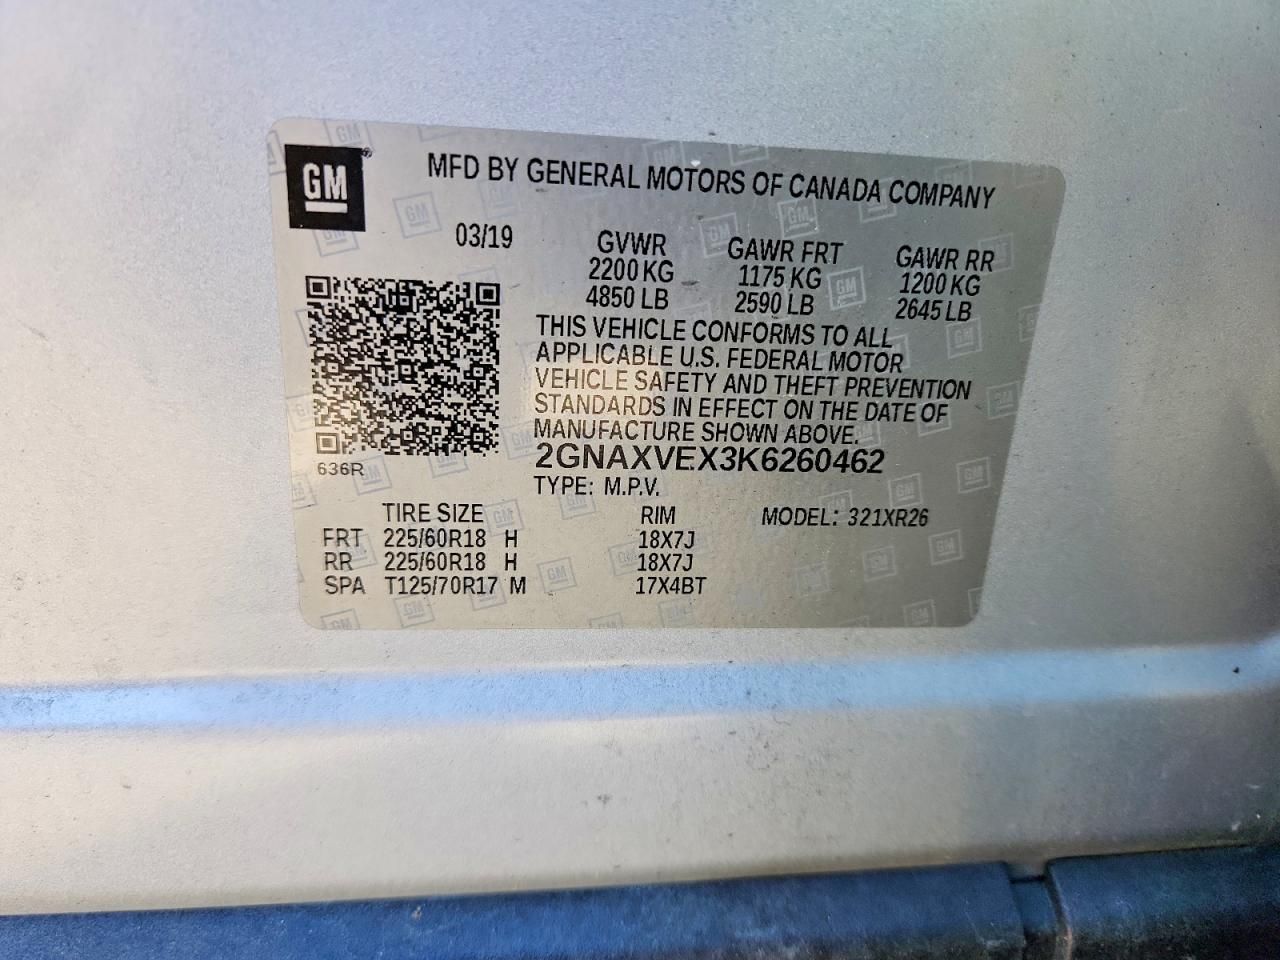 GM
MFD BY GENERAL MOTORS OF CANADA COMPANY
03/19
GVWR GAWR FRT GAWR RR
2200 KG 1175 KG 1200 KG
4850 LB 2590 LB 2645 LB
THIS VEHICLE CONFORMS TO ALL
APPLICABLE U.S. FEDERAL MOTOR
VEHICLE SAFETY AND THEFT PREVENTION
STANDARDS IN EFFECT ON THE DATE OF
MANUFACTURE SHOWN ABOVE.
636R
2GNAXVEX3K6260462
TYPE: M.P.V.
TIRE SIZE RIM MODEL: 321XR26
FRT 225/60R18 H 18X7J
RR 225/60R18 H 18X7J
SPA T125/70R17 M 17X4BT